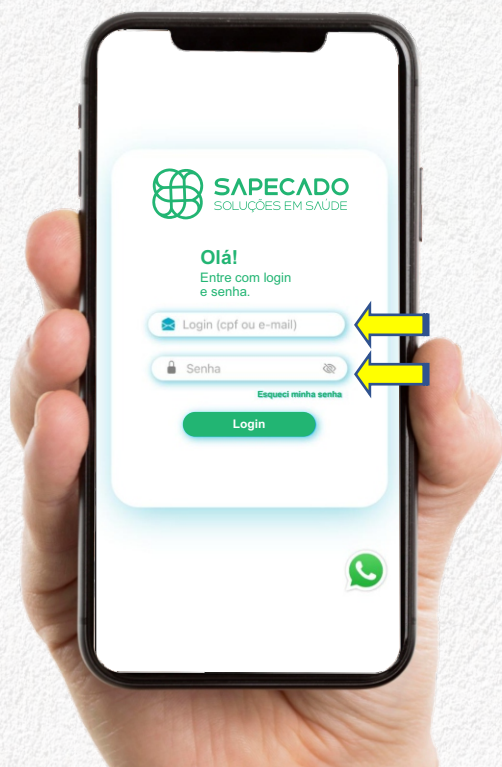 SAPECADO
SOLUÇÕES EM SAÚDE
Olá!
Entre com login
e senha.
Login (cpf ou e-mail)
Senha
Esqueci minha senha
Login